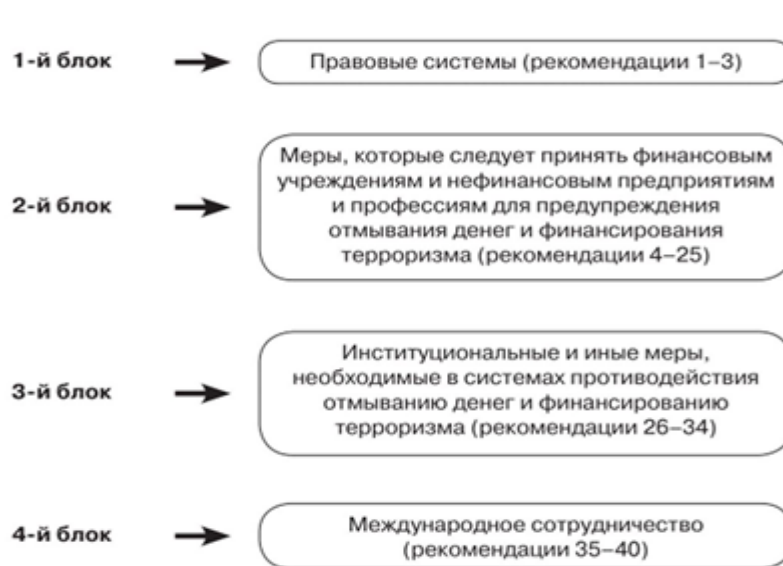 1-й блок
Правовые системы (рекомендации 1–3)
2-й блок
Меры, которые следует принять финансовым
учреждениям и нефинансовым предприятиям
и профессиям для предупреждения
отмывания денег и финансирования
терроризма (рекомендации 4–25)
3-й блок
Институциональные и иные меры,
необходимые в системах противодействия
отмыванию денег и финансированию
терроризма (рекомендации 26–34)
4-й блок
Международное сотрудничество
(рекомендации 35–40)